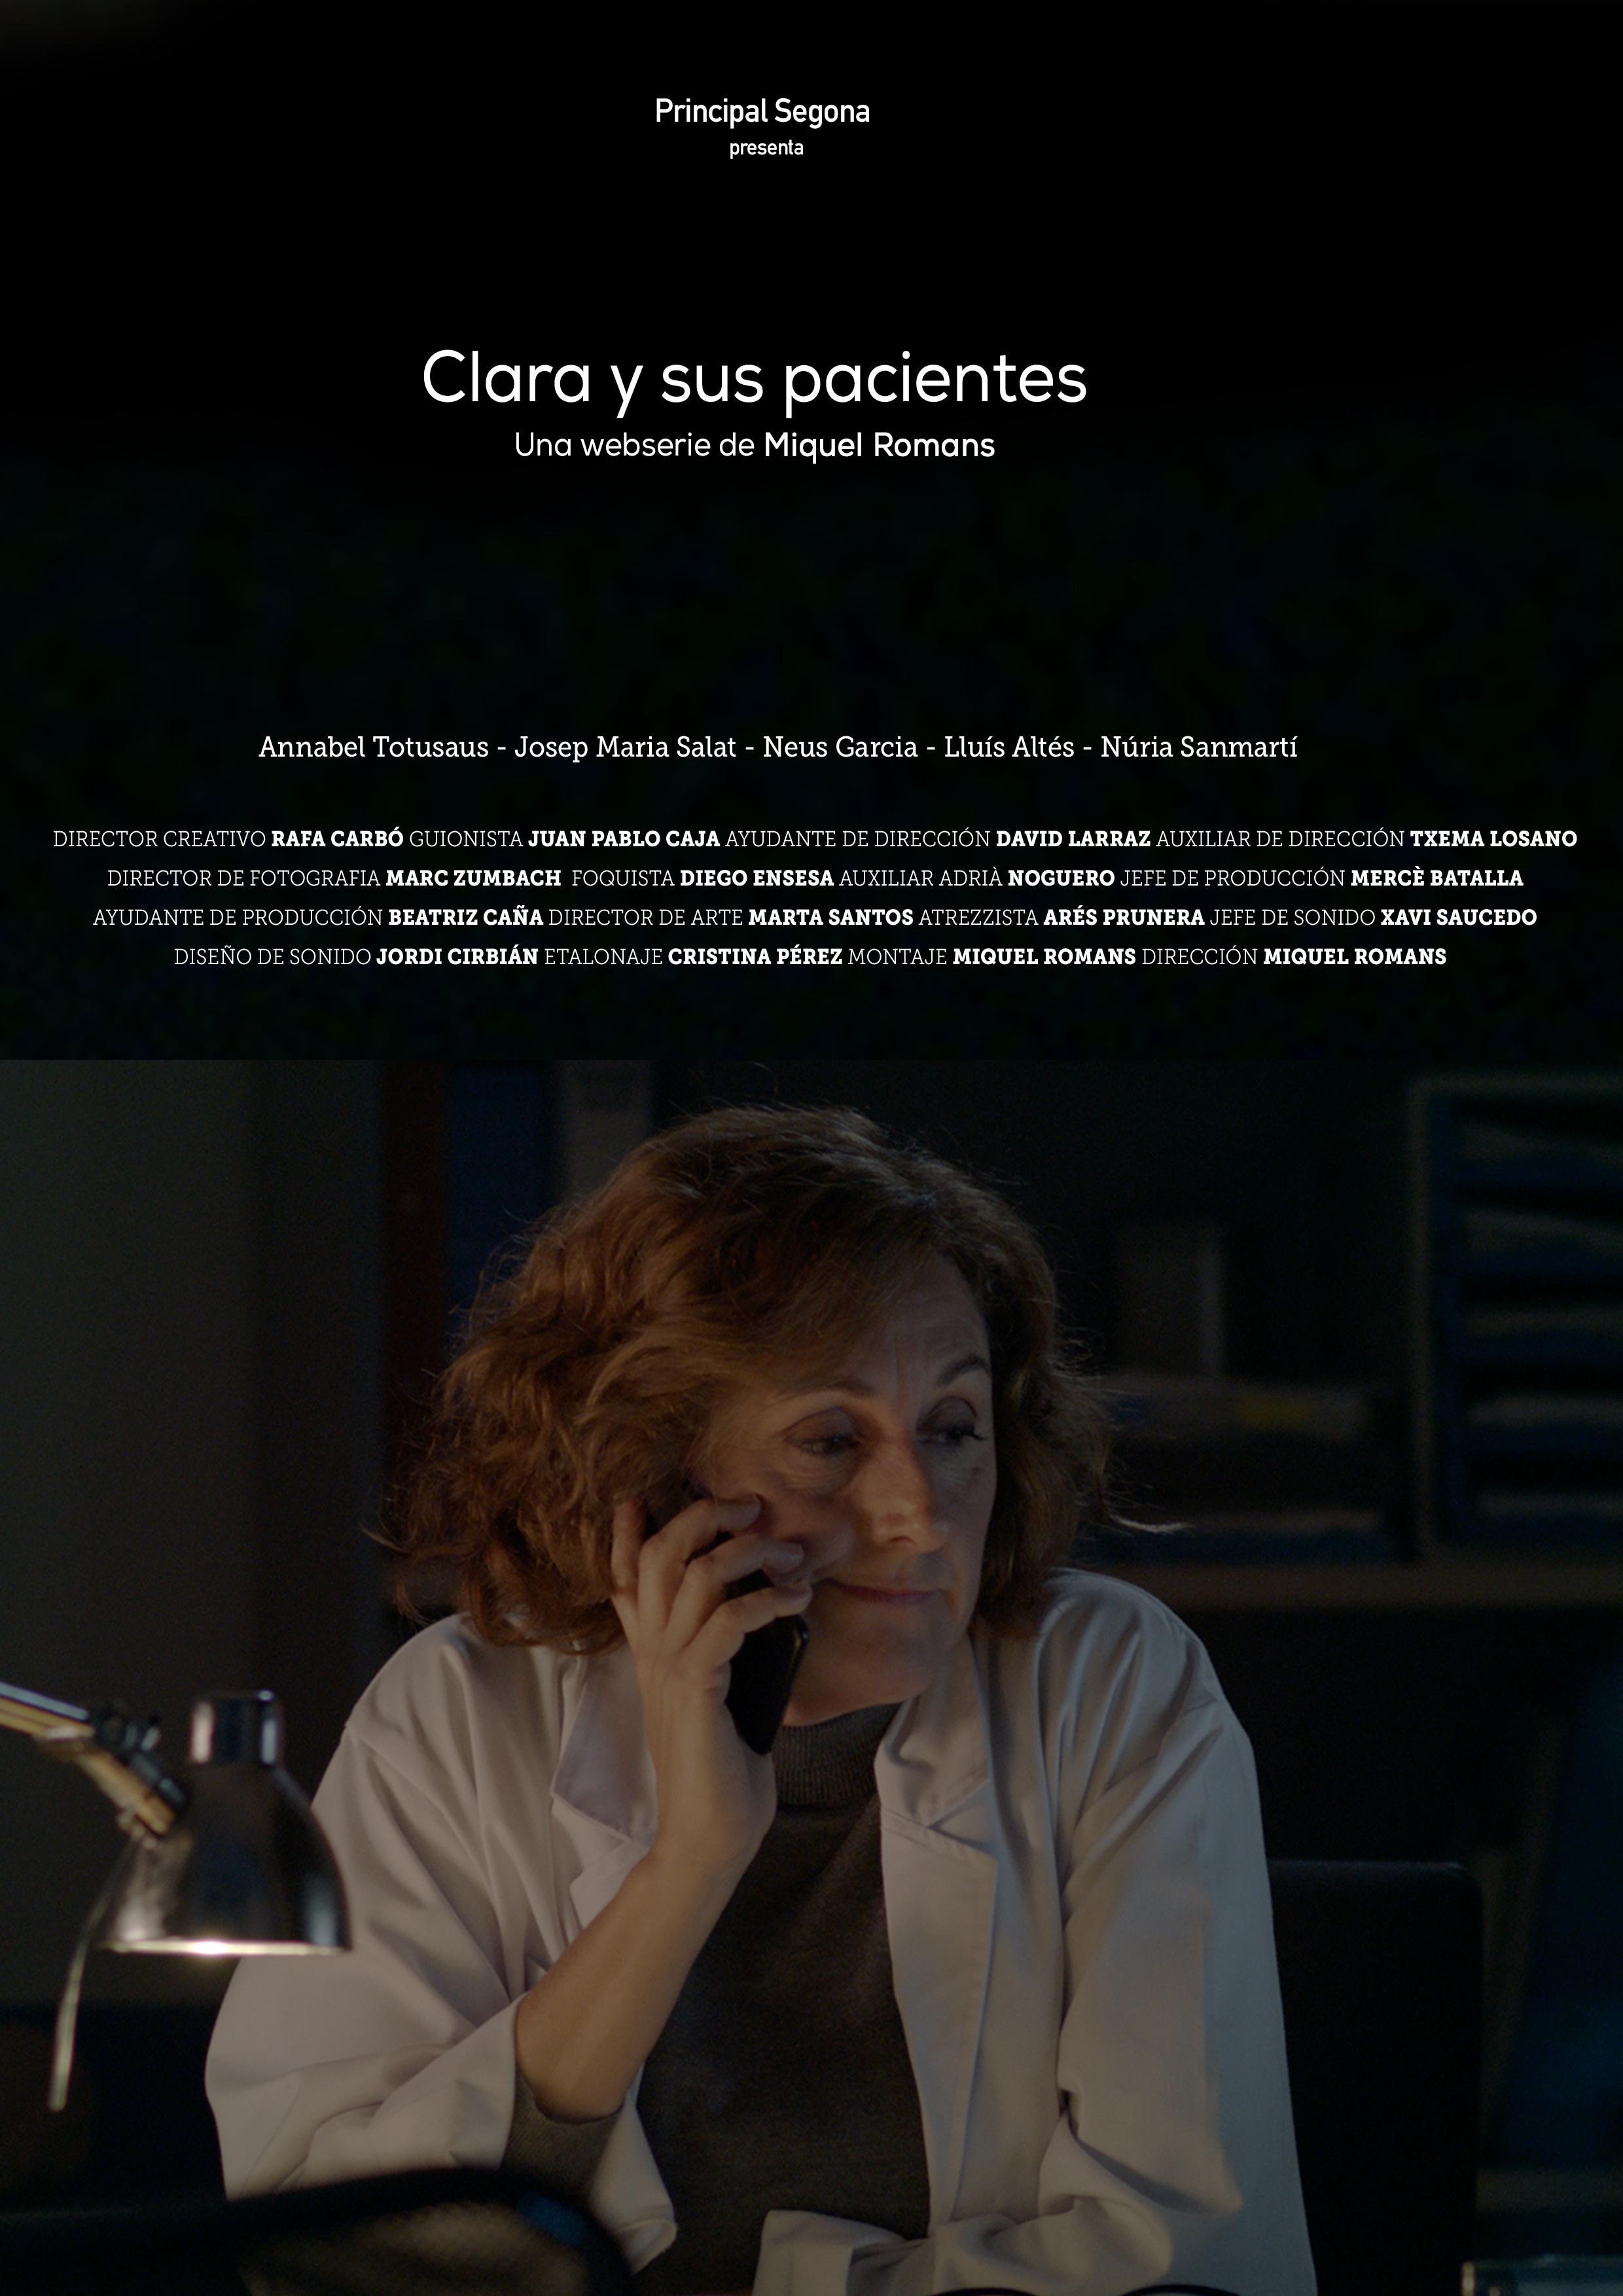 Principal Segona
presenta
Clara y sus pacientes
Una webserie de Miquel Romans
Annabel Totusaus - Josep Maria Salat - Neus Garcia - Lluís Altés - Núria Sanmartí
DIRECTOR CREATIVO RAFA CARBÓ GUIONISTA JUAN PABLO CAJA AYUDANTE DE DIRECCIÓN DAVID LARRAZ AUXILIAR DE DIRECCIÓN TXEMA LOSANO
DIRECTOR DE FOTOGRAFIA MARC ZUMBACH FOQUISTA DIEGO ENSESA AUXILIAR ADRIÀ NOGUERO JEFE DE PRODUCCIÓN MERCÈ BATALLA
AYUDANTE DE PRODUCCIÓN BEATRIZ CAÑA DIRECTOR DE ARTE MARTA SANTOS ATREZZISTA ARÉS PRUNERA JEFE DE SONIDO XAVI SAUCEDO
DISEÑO DE SONIDO JORDI CIRBIÁN ETALONAJE CRISTINA PÉREZ MONTAJE MIQUEL ROMANS DIRECCIÓN MIQUEL ROMANS